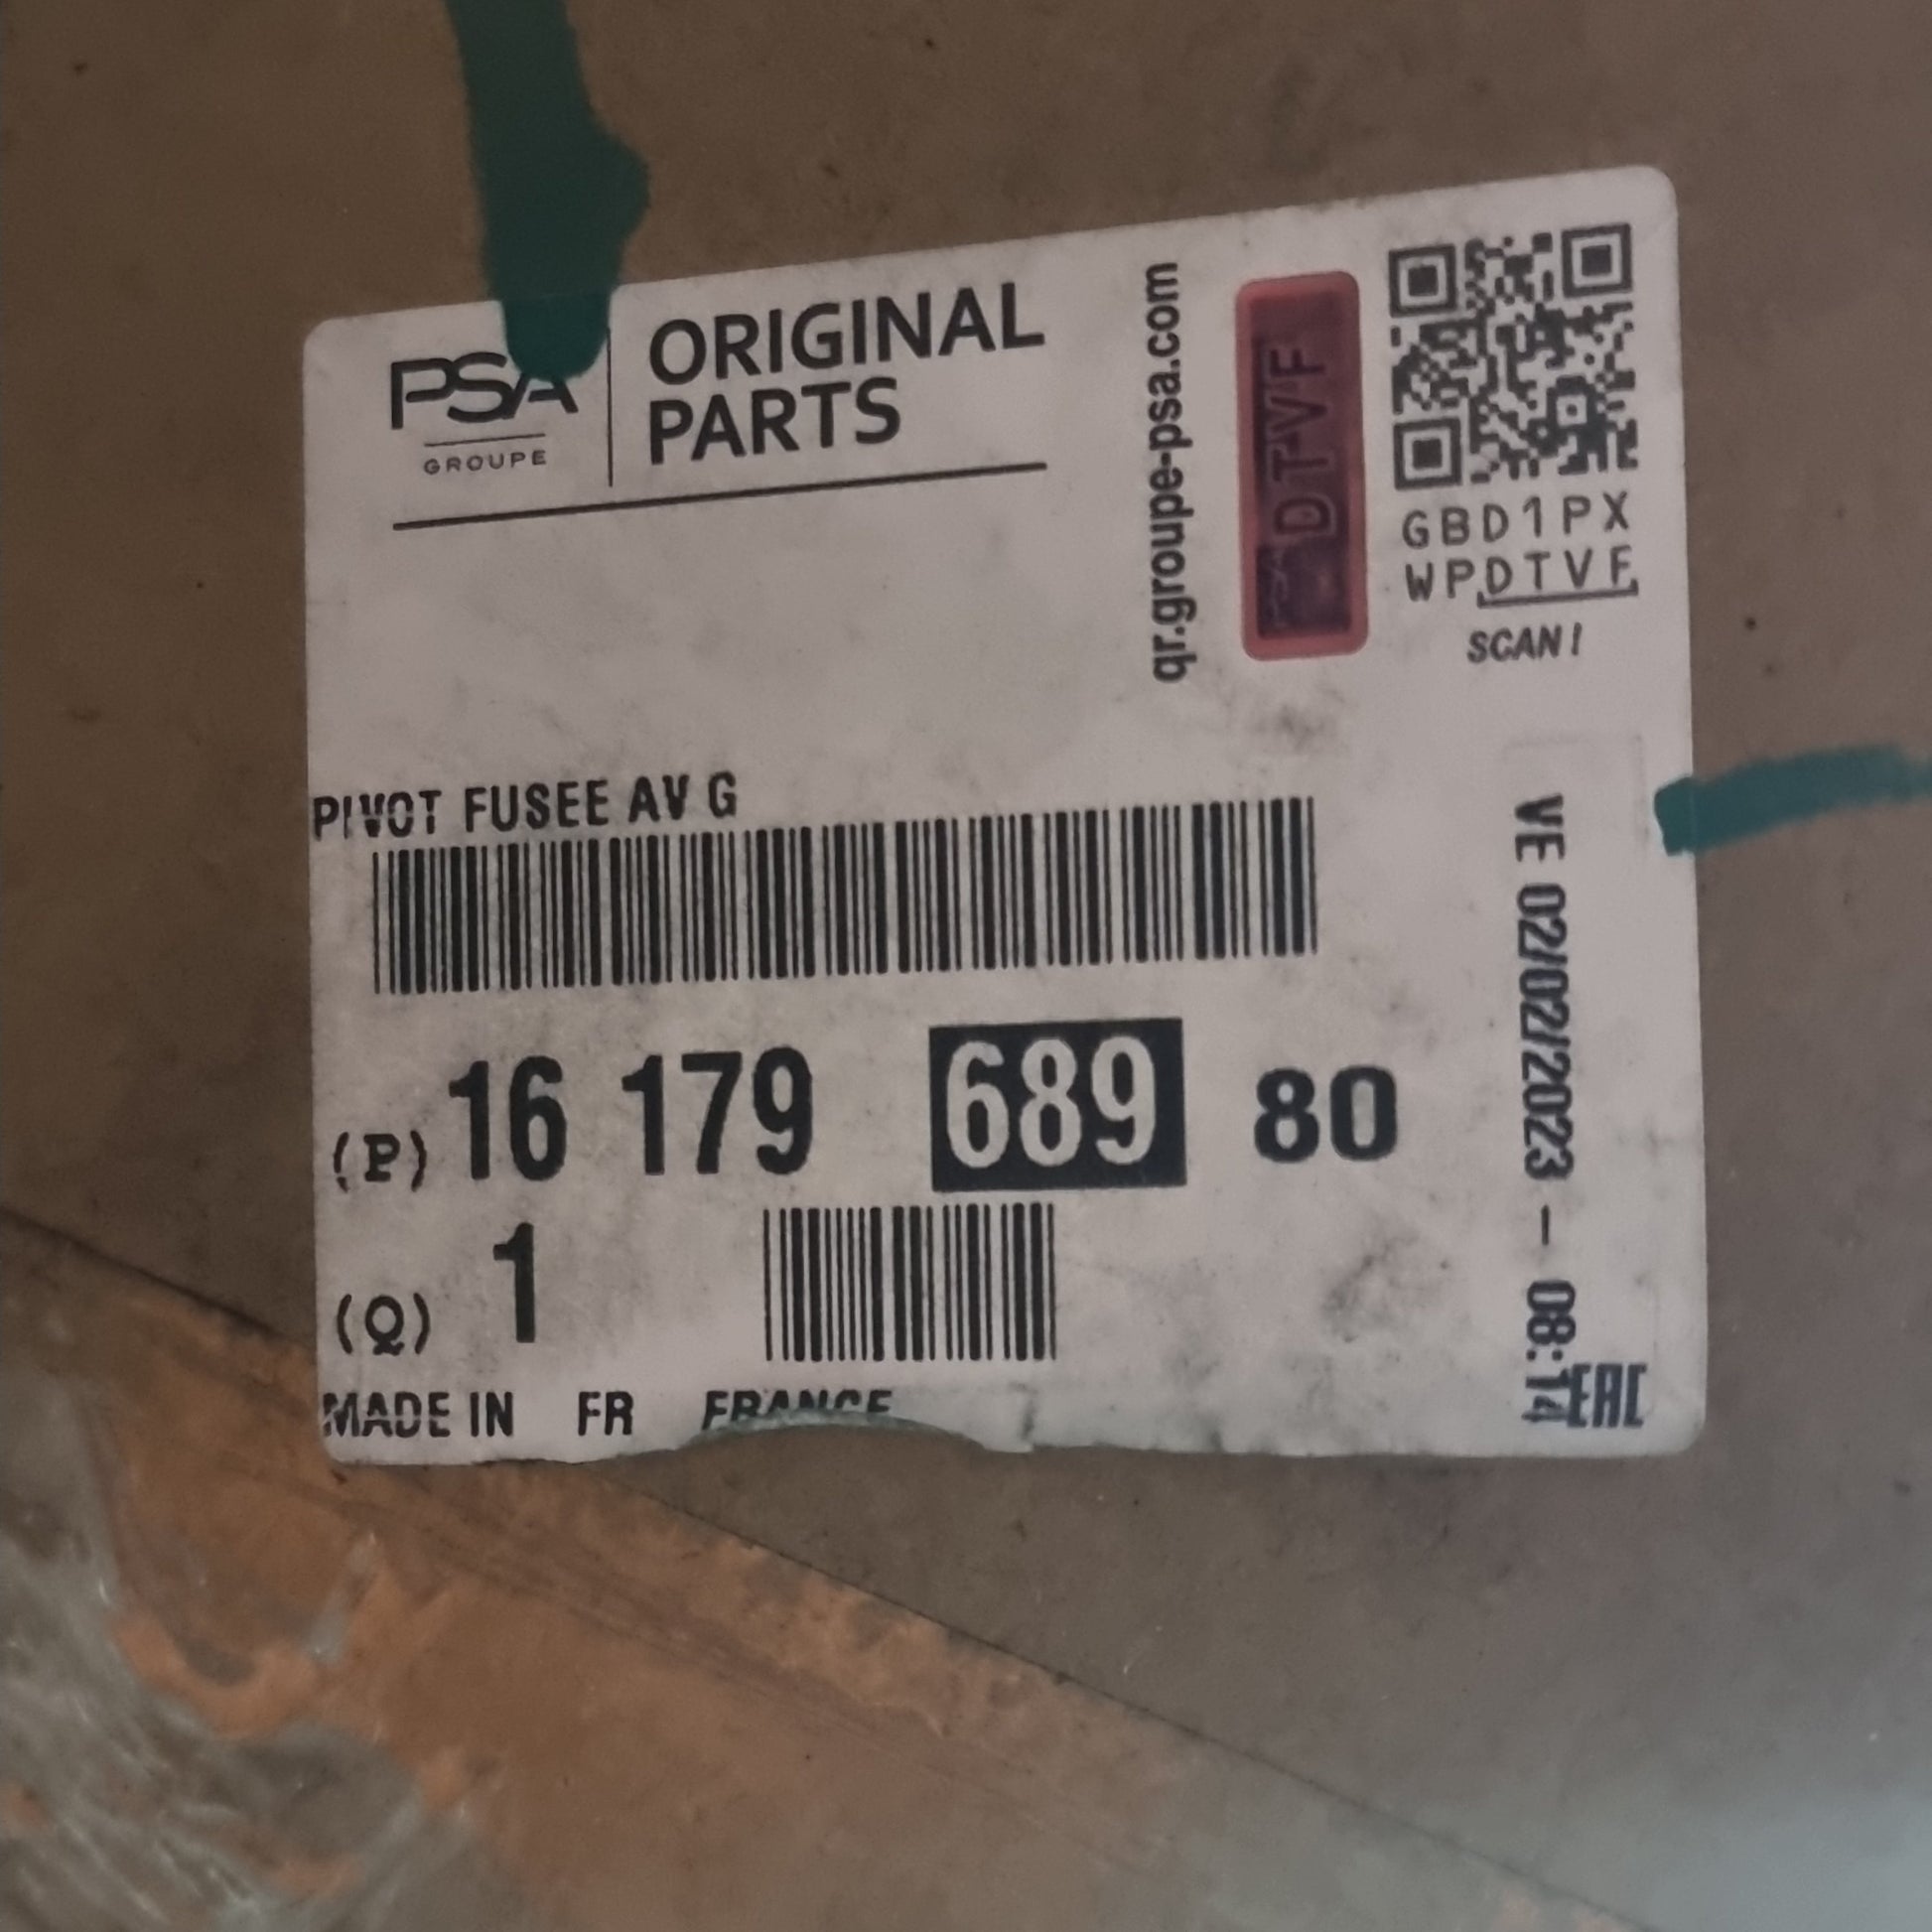 PSA
GROUPE
ORIGINAL
PARTS
qr.groupe-psa.com
DTVF
GBD1PX
WPDTVF
SCAN!
PIVOT FUSEE AV G
(P) 16 179 689 80
(Q) 1
VE 02/02/2023 - 08:14
MADE IN FR FRANCE
EAC